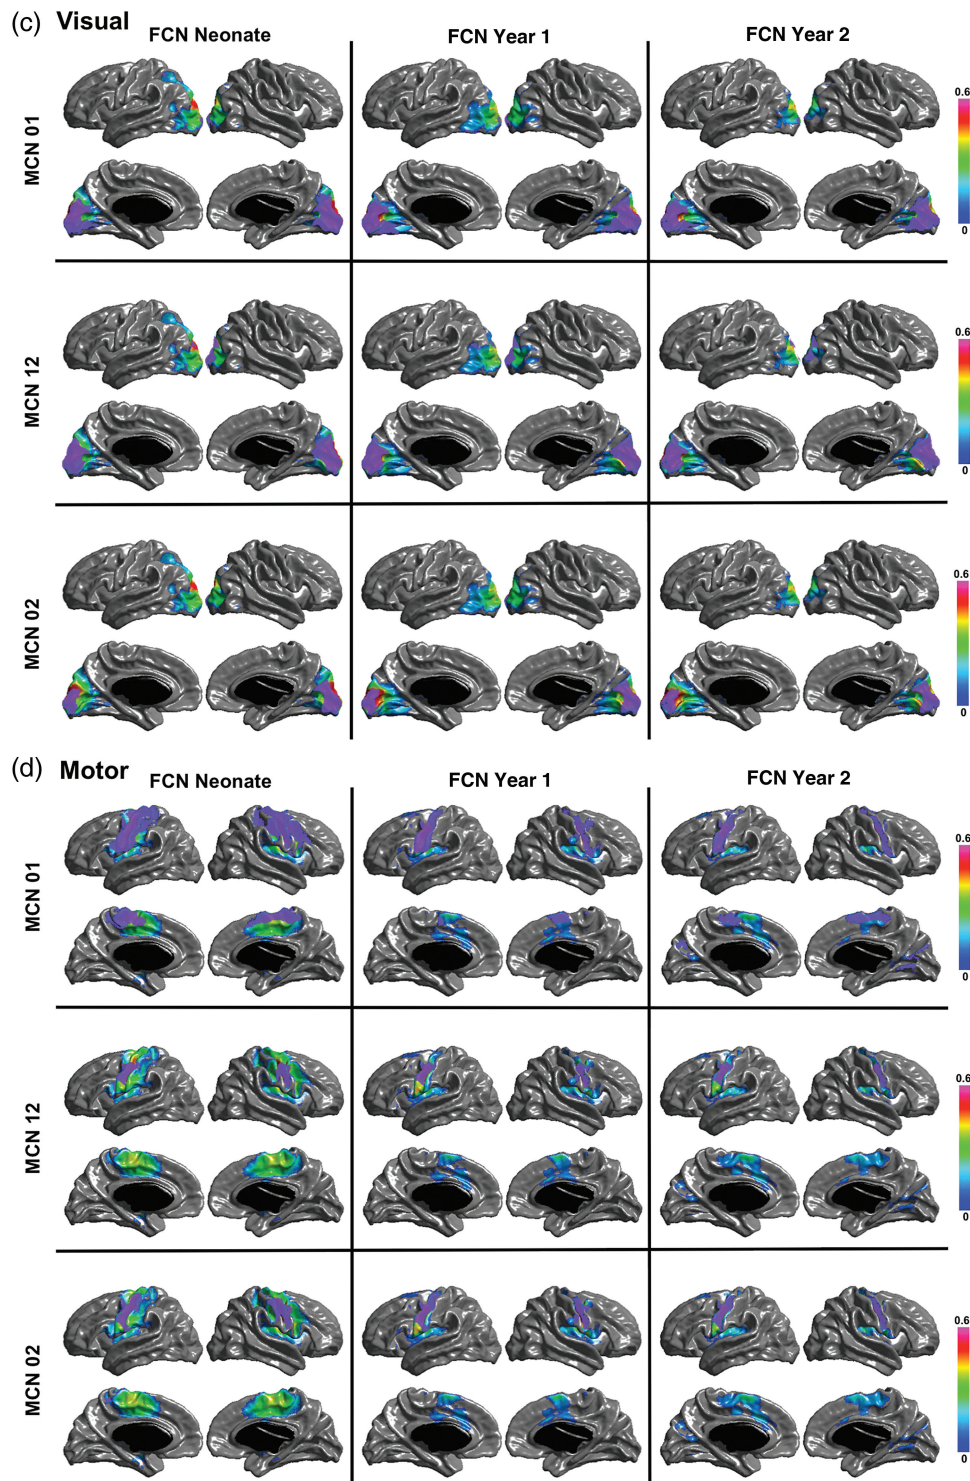 (c) Visual
FCN Neonate
FCN Year 1
FCN Year 2
MCN 01
0.6
0
MCN 12
0.6
0
MCN 02
0.6
0
(d) Motor
FCN Neonate
FCN Year 1
FCN Year 2
MCN 01
0.6
0
MCN 12
0.6
0
MCN 02
0.6
0